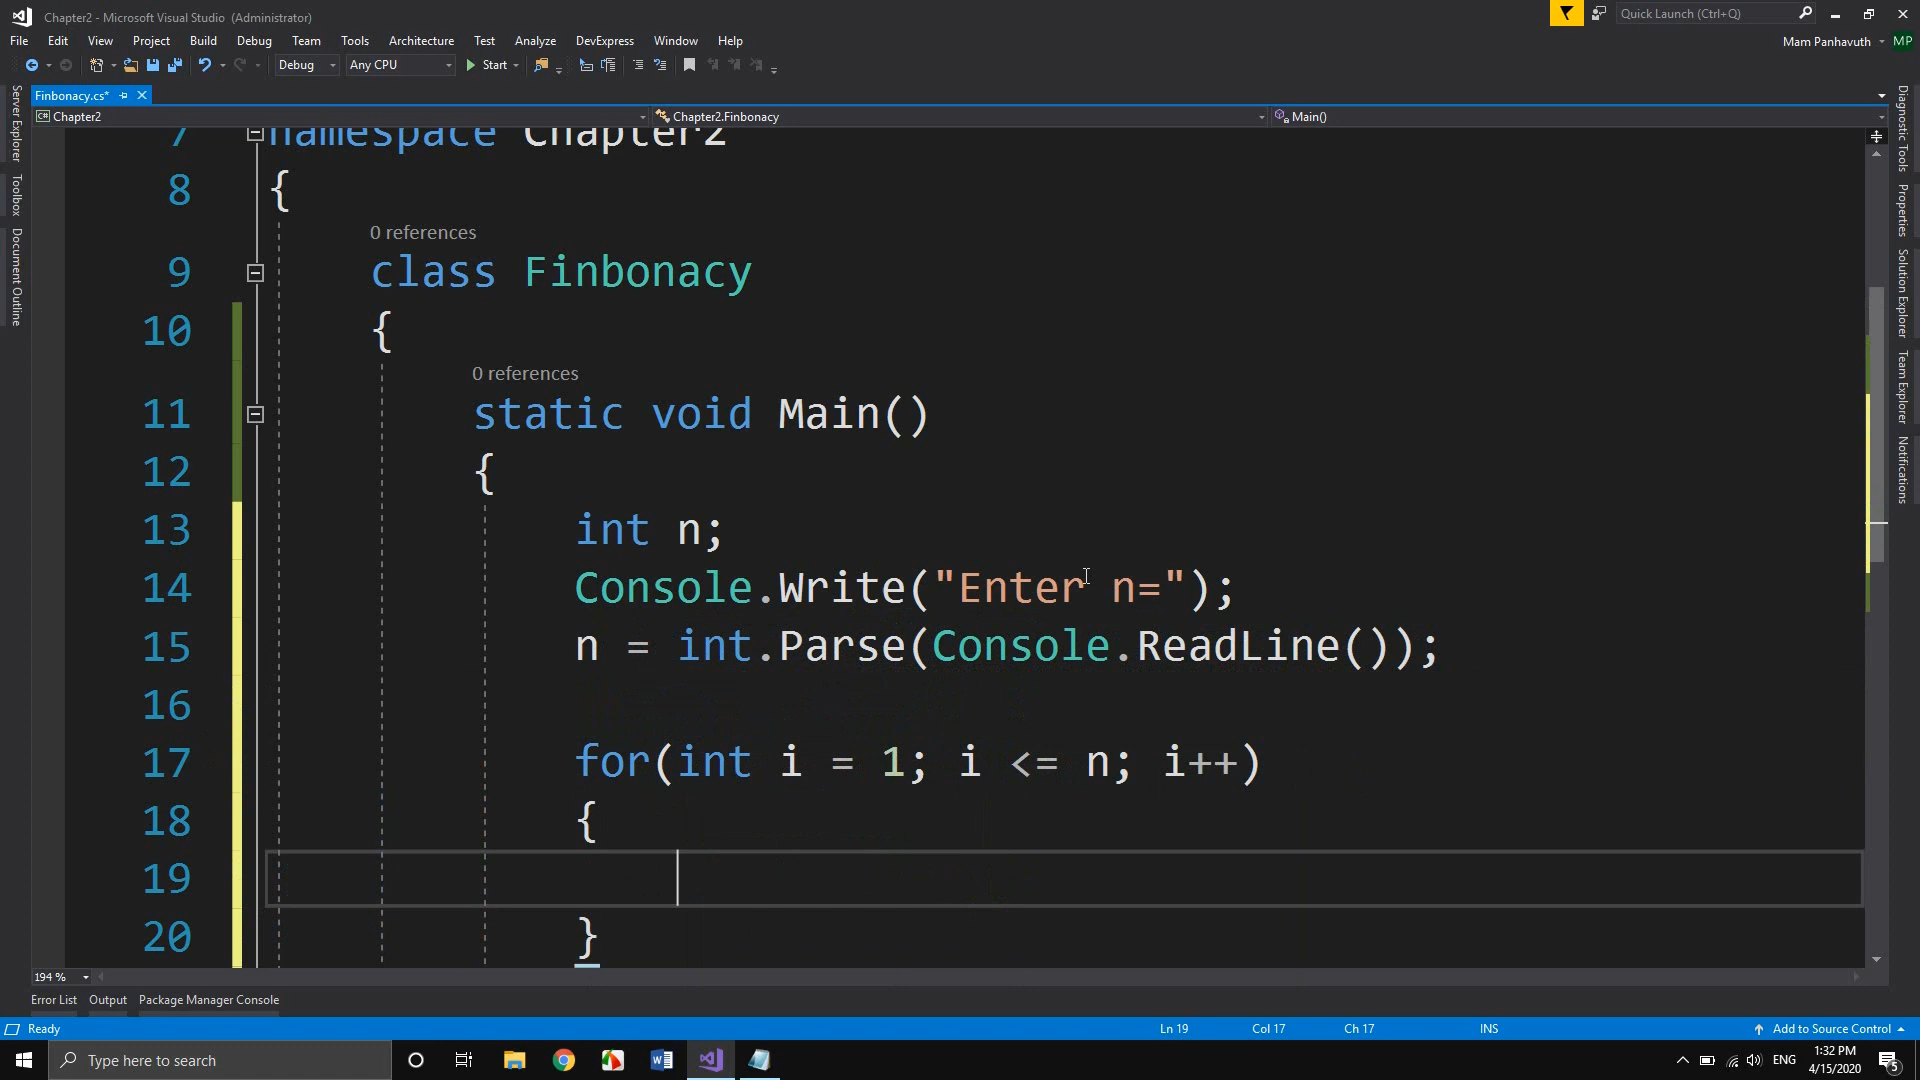 Chapter2 - Microsoft Visual Studio (Administrator)
Quick Launch (Ctrl+Q)
File Edit View Project Build Debug Team Tools Architecture Test Analyze DevExpress Window Help
Mam Panhavuth MP
Debug Any CPU Start
Finbonacy.cs*
Chapter2 Chapter2.Finbonacy Main()
Server Explorer
Toolbox
Document Outline
Diagnostic Tools
Properties
Solution Explorer
Team Explorer
Notifications
7 namespace Chapter2
8 {
0 references
9 class Finbonacy
10 {
0 references
11 static void Main()
12 {
13 int n;
14 Console.Write("Enter n=");
15 n = int.Parse(Console.ReadLine());
16
17 for(int i = 1; i <= n; i++)
18 {
19
20 }
194 %
Error List Output Package Manager Console
Ready Ln 19 Col 17 Ch 17 INS Add to Source Control
Type here to search
ENG
1:32 PM
4/15/2020
5